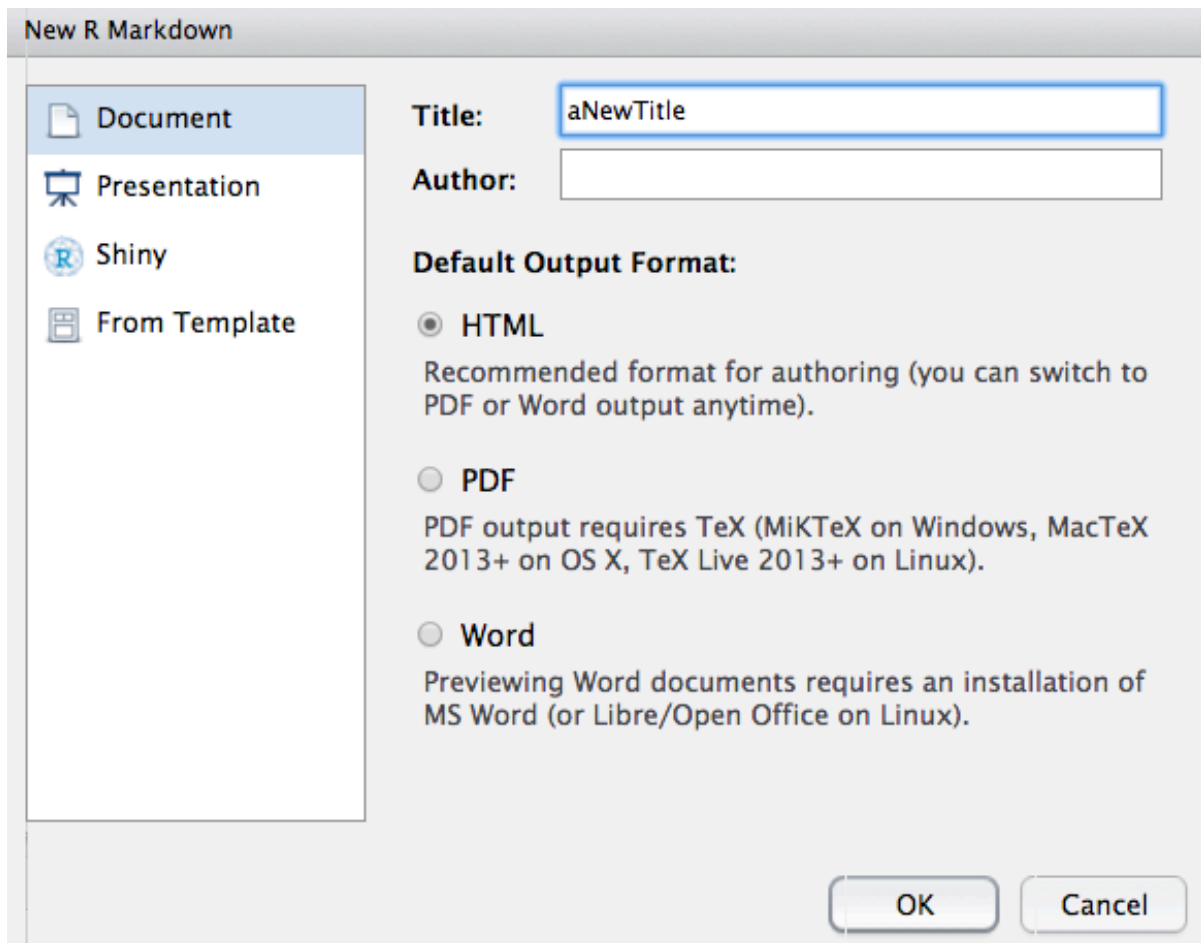 New R Markdown
Document
Presentation
Shiny
From Template
Title:
aNewTitle
Author:
Default Output Format:
HTML
Recommended format for authoring (you can switch to
PDF or Word output anytime).
PDF
PDF output requires TeX (MiKTeX on Windows, MacTeX
2013+ on OS X, TeX Live 2013+ on Linux).
Word
Previewing Word documents requires an installation of
MS Word (or Libre/Open Office on Linux).
OK
Cancel